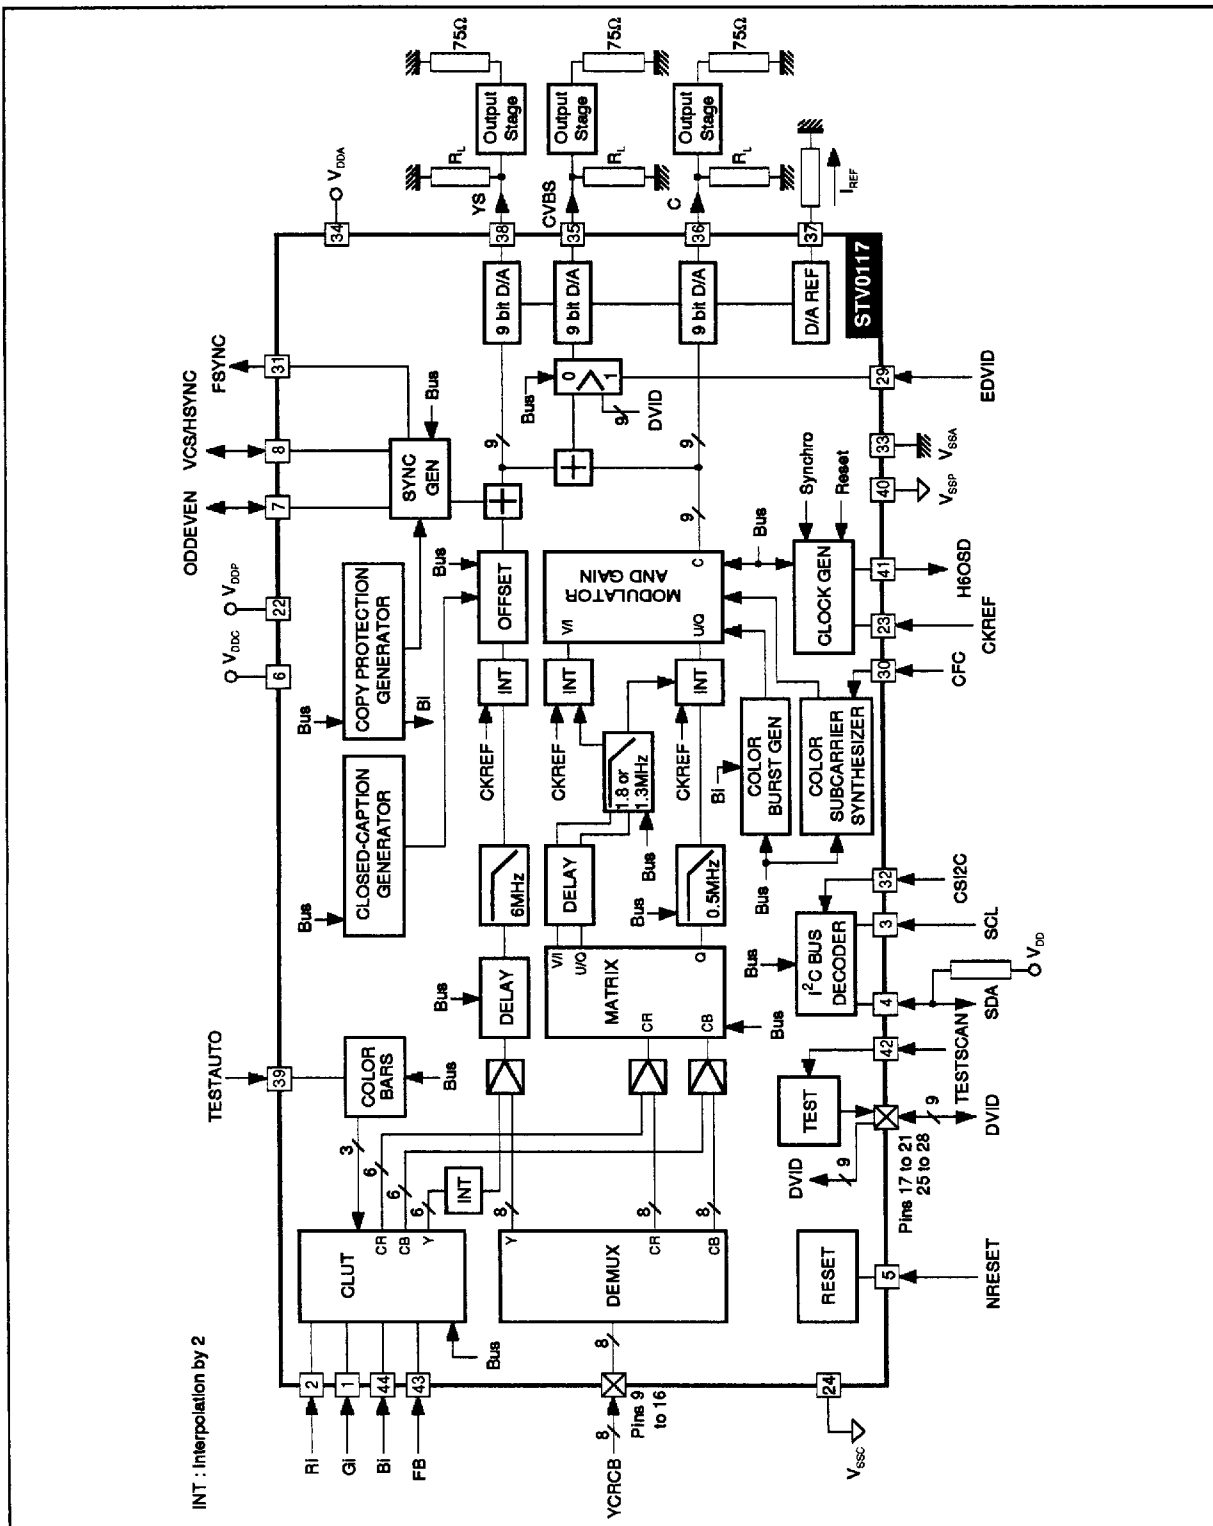 INT : Interpolation by 2
RI
2
GI
1
Bi
44
FB
43
CLUT
CR
CB
Y
Bus
3
6
6
6
INT
COLOR
BARS
Bus
39
TESTAUTO
YCRCB
8
Pins 9
to 16
8
DEMUX
Y
CR
CB
8
8
8
24
VSSC
RESET
5
NRESET
Pins 17 to 21
25 to 28
DVID
9
9
DVID
TEST
42
TESTSCAN
I²C BUS
DECODER
Bus
4
SDA
VDD
3
SCL
32
CSI2C
Bus
DELAY
MATRIX
CR
CB
V/I
U/Q
Q
Bus
6MHz
DELAY
1.8 or
1.3MHz
Bus
0.5MHz
Bus
Bus
CLOSED-CAPTION
GENERATOR
Bus
COPY PROTECTION
GENERATOR
BI
6
VDDC
22
VDDP
CKREF
INT
CKREF
INT
CKREF
INT
OFFSET
Bus
MODULATOR
AND GAIN
V/I
U/Q
C
BI
COLOR
BURST GEN
COLOR
SUBCARRIER
SYNTHESIZER
Bus
30
CFC
CLOCK GEN
Bus
Synchro
Reset
23
CKREF
41
H6OSD
40
VSSP
33
VSSA
29
EDVID
SYNC
GEN
Bus
7
ODDEVEN
8
VCS/HSYNC
31
FSYNC
+
+
9
9
9
Bus
0
1
9
DVID
9 bit D/A
9 bit D/A
9 bit D/A
D/A REF
STV0117
34
VDDA
38
YS
35
CVBS
36
C
37
IREF
RL
RL
RL
Output
Stage
Output
Stage
Output
Stage
75Ω
75Ω
75Ω